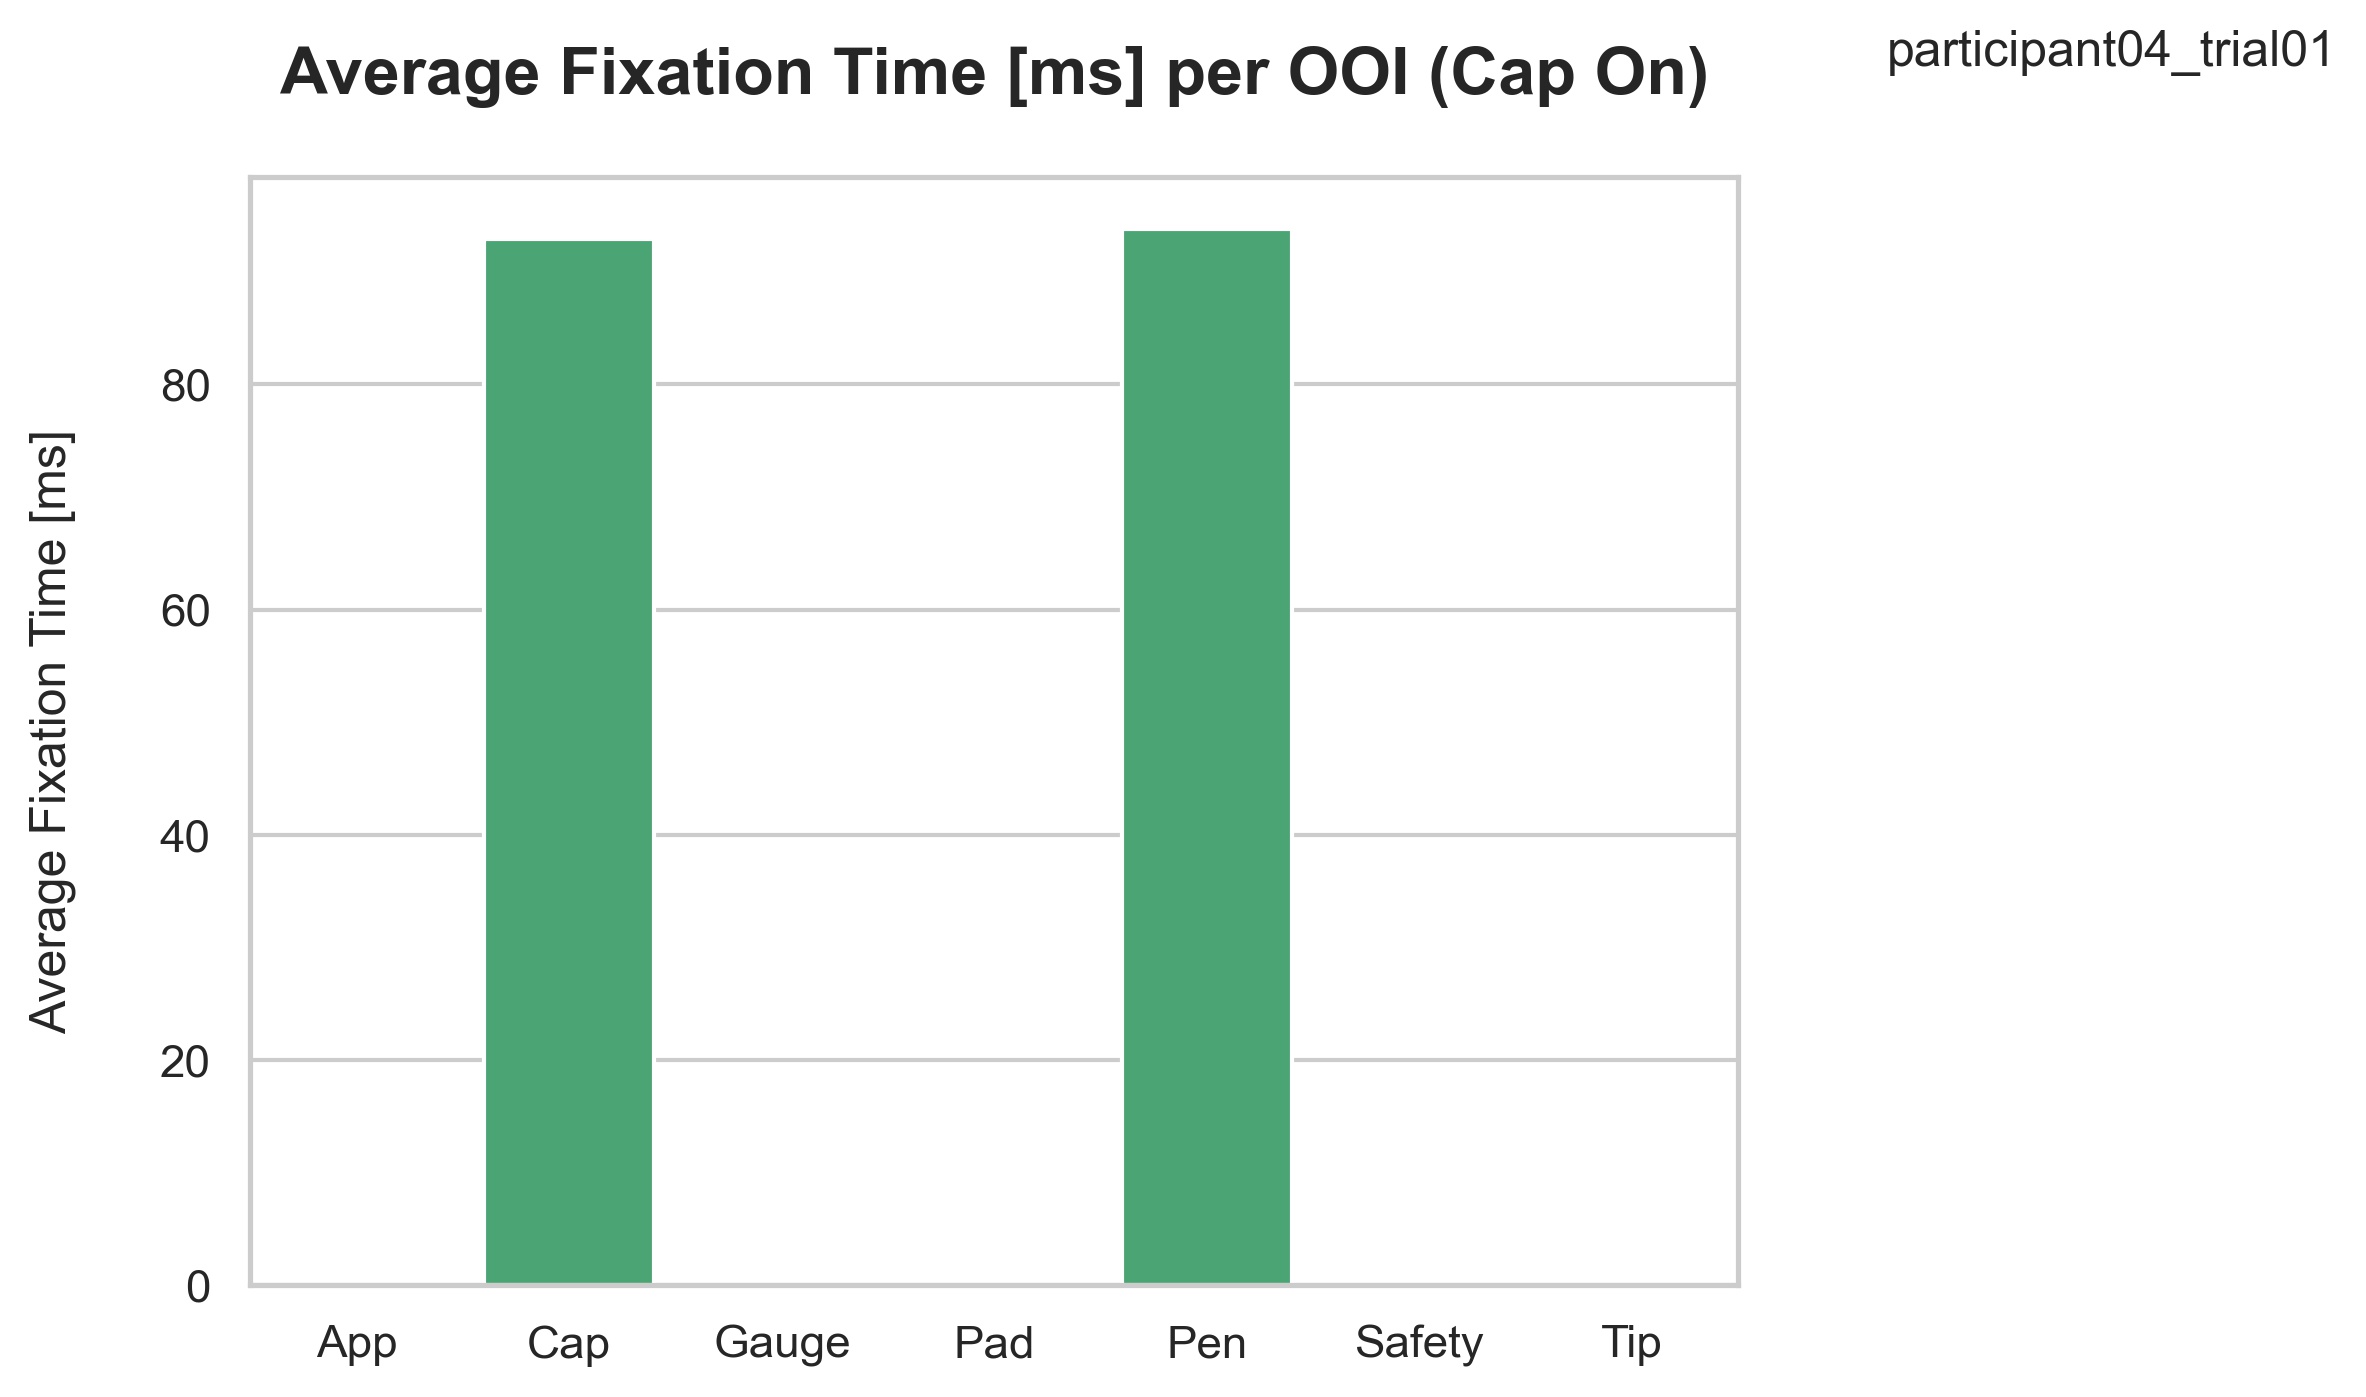 participant04_trial01
Average Fixation Time [ms] per OOI (Cap On)
Average Fixation Time [ms]
80
60
40
20
0
App Cap Gauge Pad Pen Safety Tip